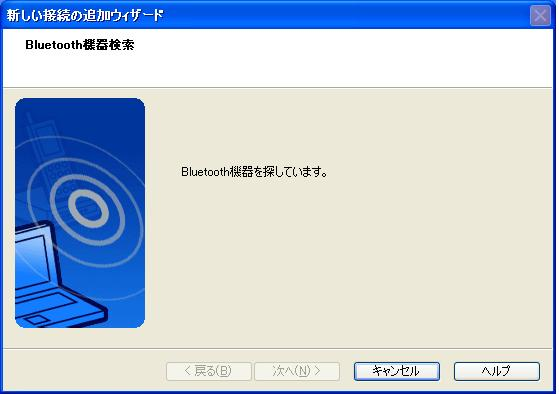 新しい接続の追加ウィザード
Bluetooth機器検索
Bluetooth機器を探しています。
< 戻る(B)
次へ(N) >
キャンセル
ヘルプ